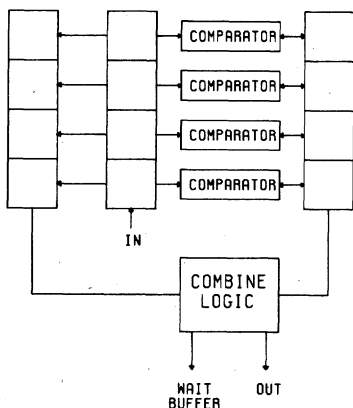 COMPARATOR
COMPARATOR
COMPARATOR
COMPARATOR
IN
COMBINE
LOGIC
WAIT
BUFFER
OUT